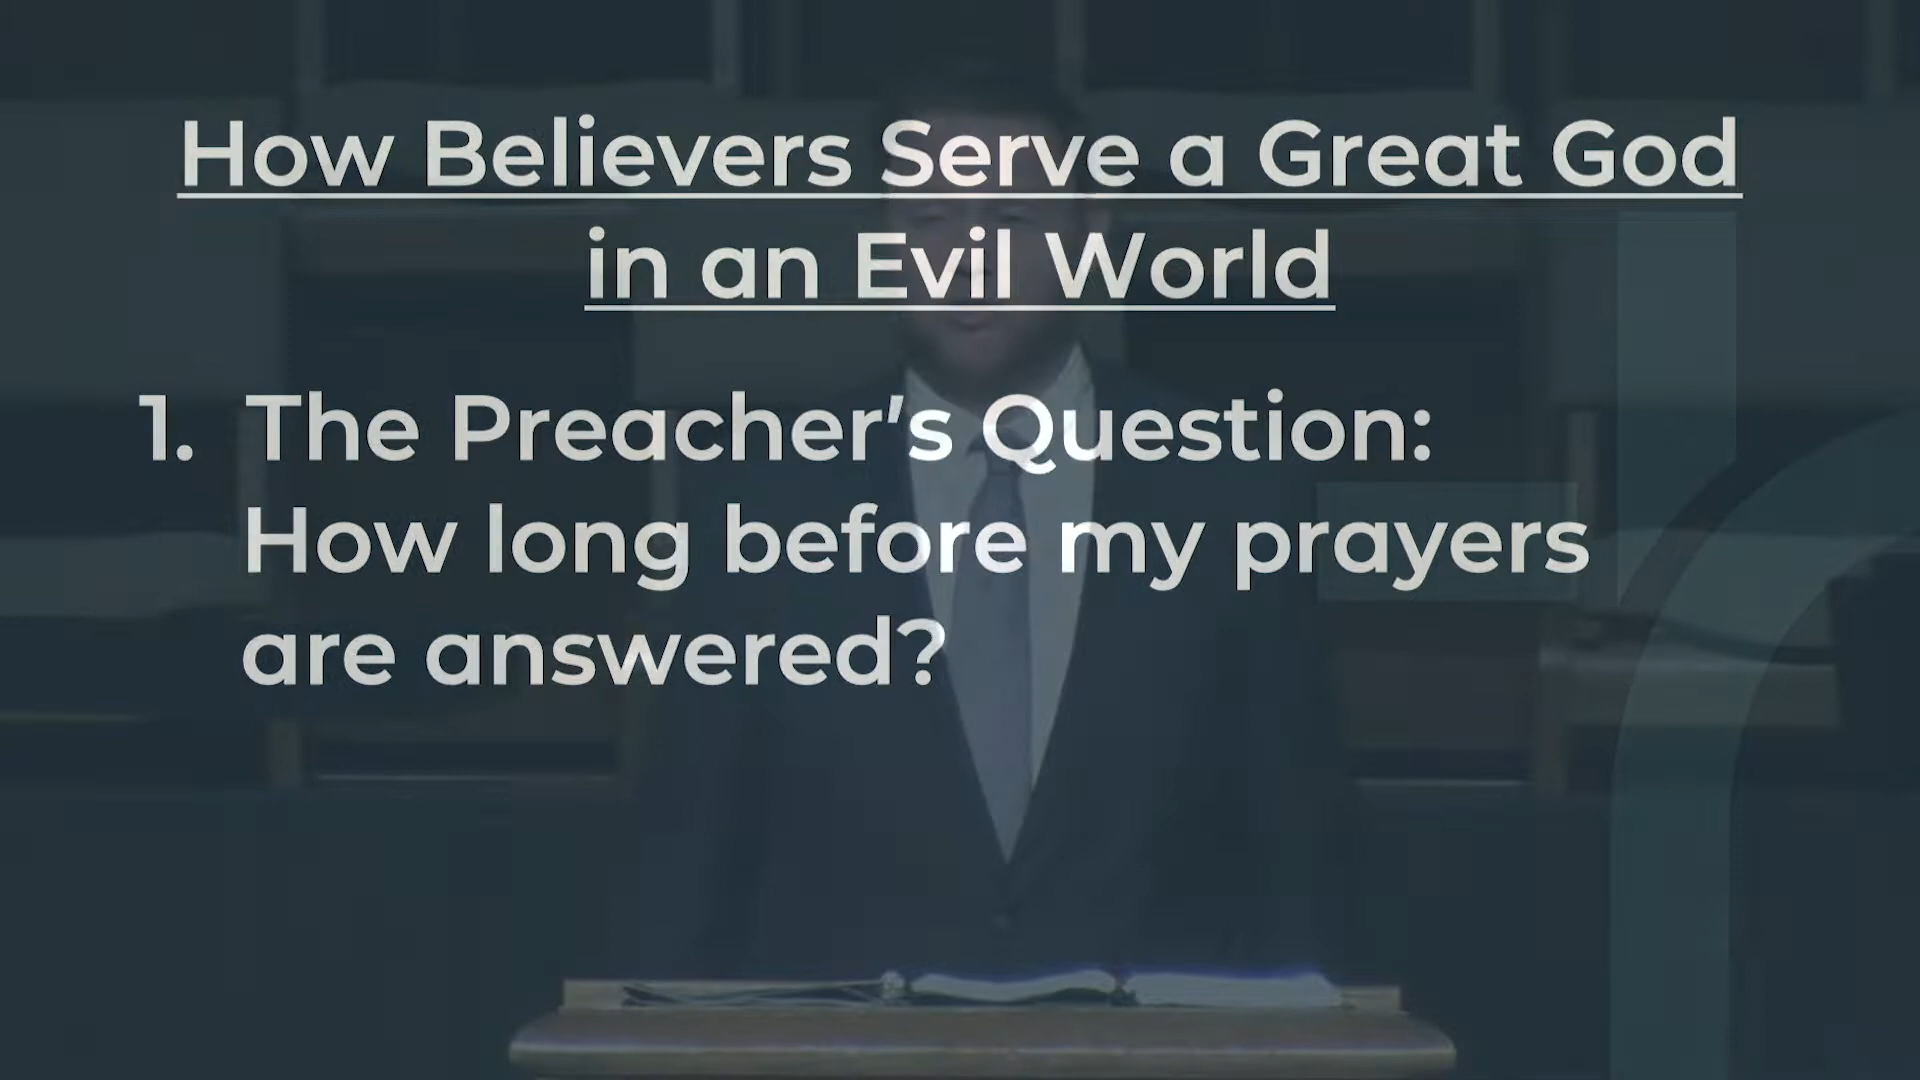 How Believers Serve a Great God
in an Evil World
1. The Preacher's Question:
How long before my prayers
are answered?